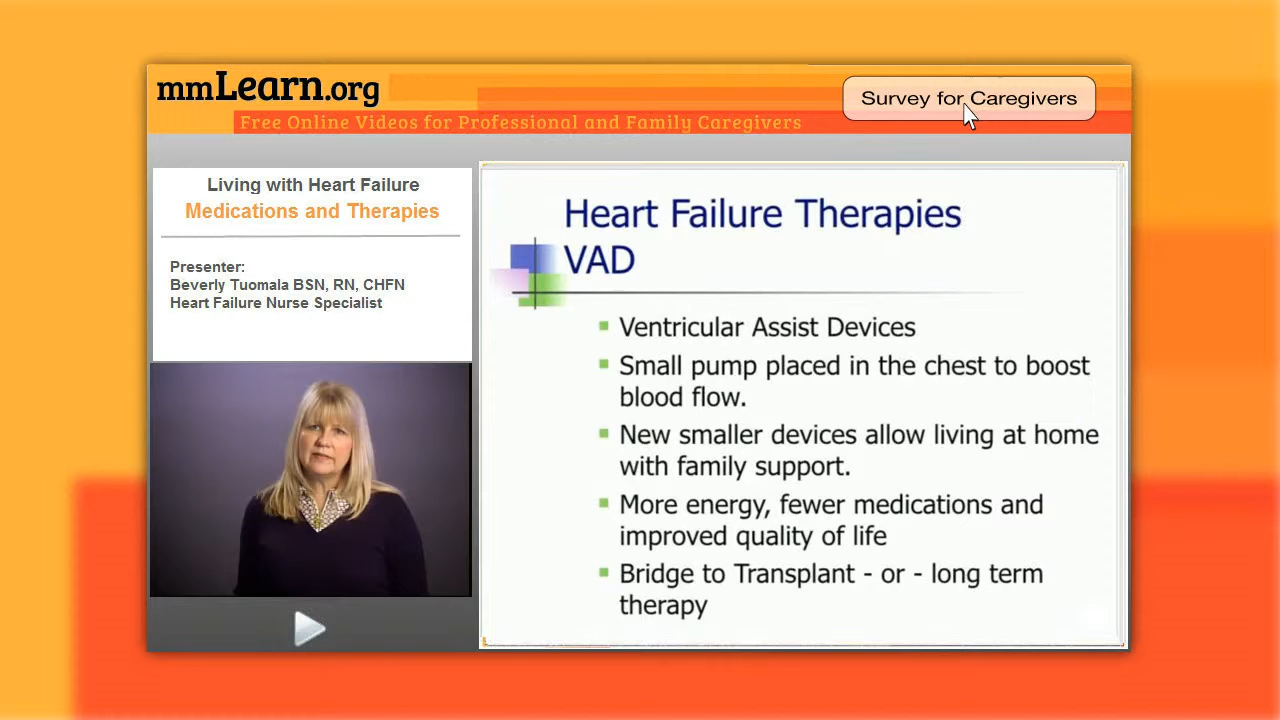 mmLearn.org
Free Online Videos for Professional and Family Caregivers
Survey for Caregivers
Living with Heart Failure
Medications and Therapies
Presenter:
Beverly Tuomala BSN, RN, CHFN
Heart Failure Nurse Specialist
Heart Failure Therapies
VAD
Ventricular Assist Devices
Small pump placed in the chest to boost
blood flow.
New smaller devices allow living at home
with family support.
More energy, fewer medications and
improved quality of life
Bridge to Transplant - or - long term
therapy